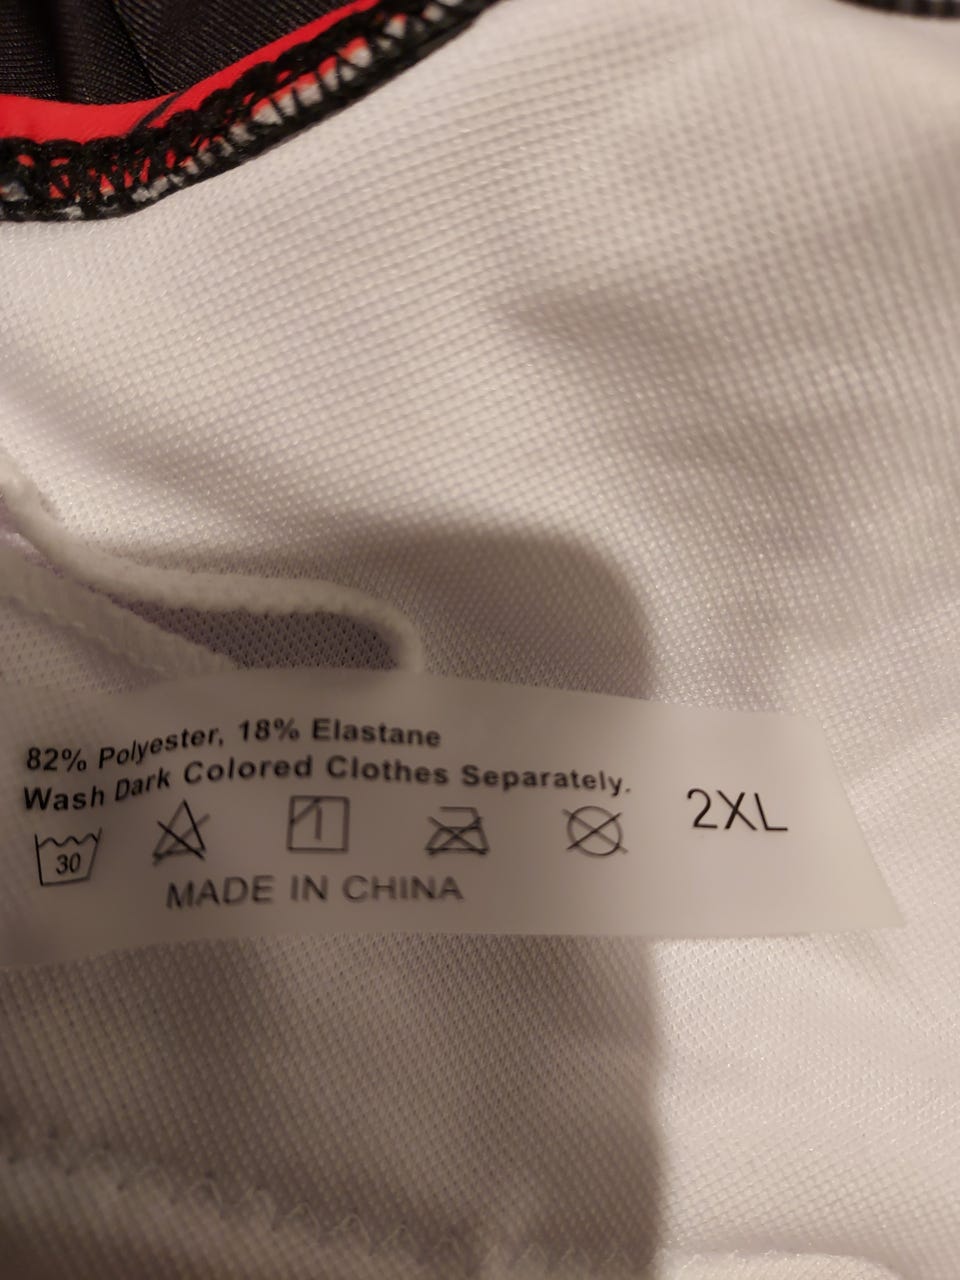 82% Polyester, 18% Elastane
Wash Dark Colored Clothes Separately.
30
2XL
MADE IN CHINA